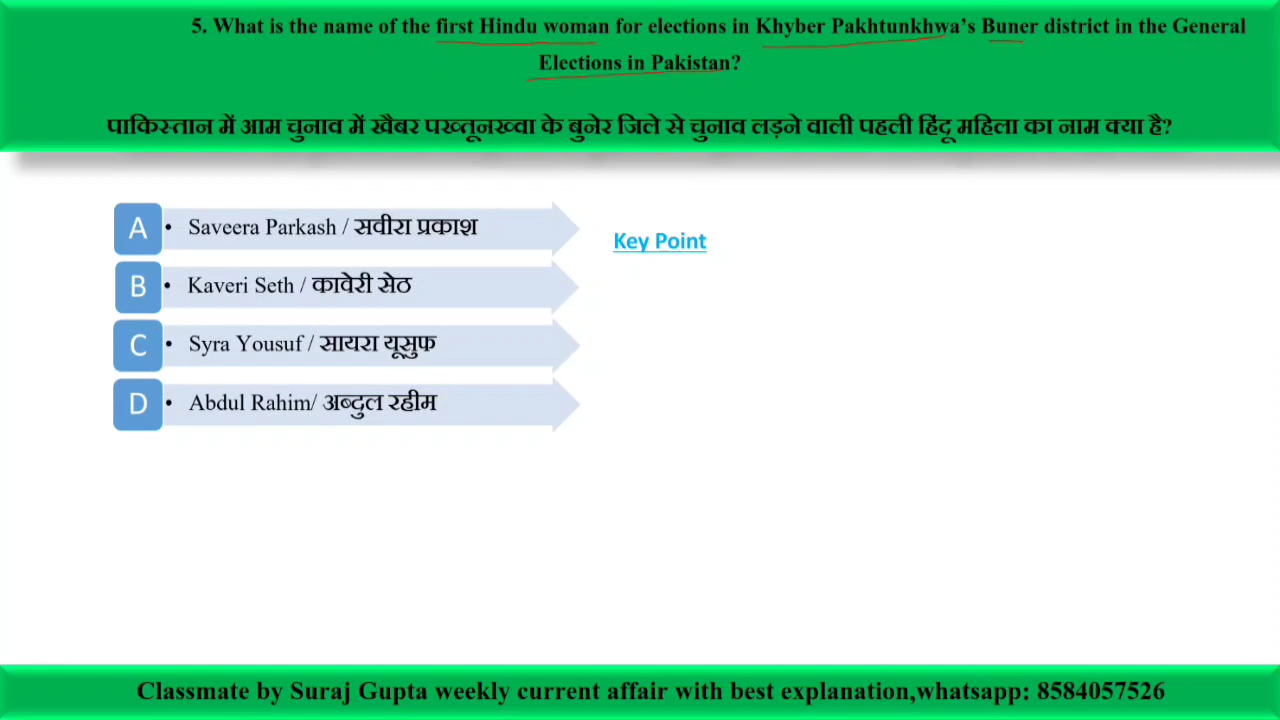 5. What is the name of the first Hindu woman for elections in Khyber Pakhtunkhwa's Buner district in the General
Elections in Pakistan?
पाकिस्तान में आम चुनाव में खैबर पख्तूनख्वा के बुनेर जिले से चुनाव लड़ने वाली पहली हिंदू महिला का नाम क्या है?
A • Saveera Parkash / सवीरा प्रकाश
B • Kaveri Seth / कावेरी सेठ
C • Syra Yousuf / सायरा यूसुफ
D • Abdul Rahim/ अब्दुल रहीम
Key Point
Classmate by Suraj Gupta weekly current affair with best explanation,whatsapp: 8584057526